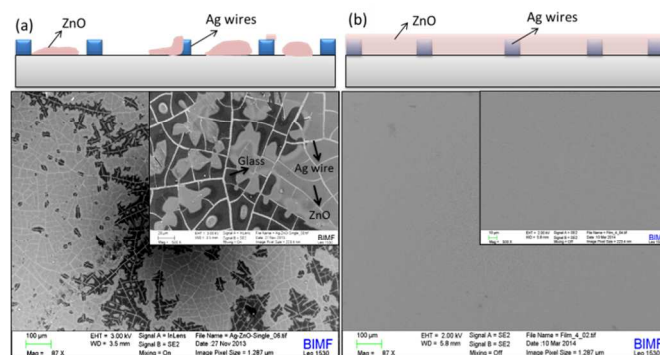 (a)
ZnO
Ag wires
(b)
ZnO
Ag wires
Glass
Ag wire
ZnO
BIMF
BIMF
100 µm
Mag = 87 X
EHT = 3.00 kV
WD = 3.5 mm
Signal A = InLens
Signal B = SE2
Mixing = On
File Name = Ag-ZnO-Single_06.tif
Date :27 Nov 2013
Image Pixel Size = 1.287 µm
BIMF
Leo 1530
100 µm
Mag = 87 X
EHT = 2.00 kV
WD = 5.8 mm
Signal A = SE2
Signal B = SE2
Mixing = Off
File Name = Film_4_02.tif
Date :10 Mar 2014
Image Pixel Size = 1.287 µm
BIMF
Leo 1530